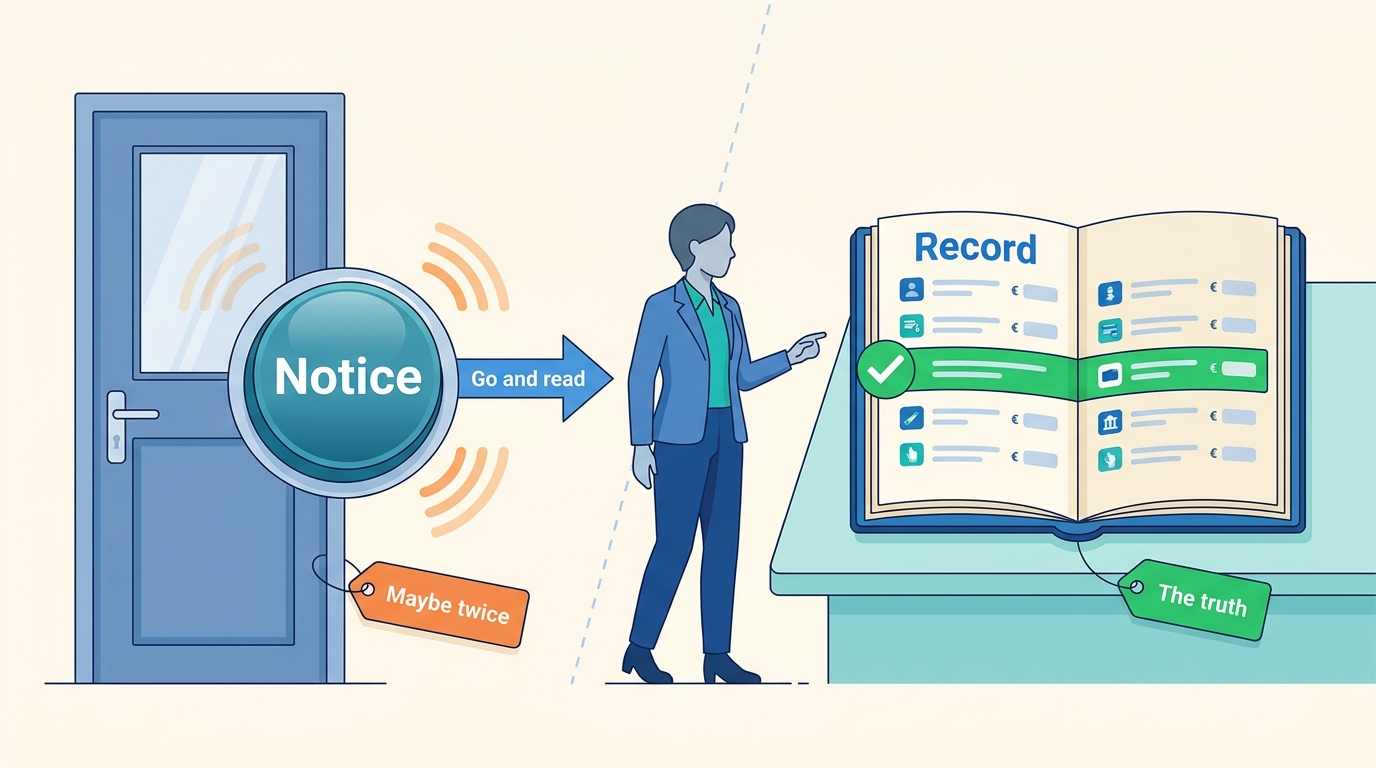 Notice
Go and read
Maybe twice
Record
€
€
€
€
€
€
€
€
€
The truth